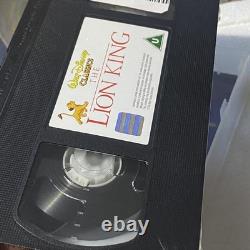 Walt Disney
CLASSICS
THE
LION KING
U